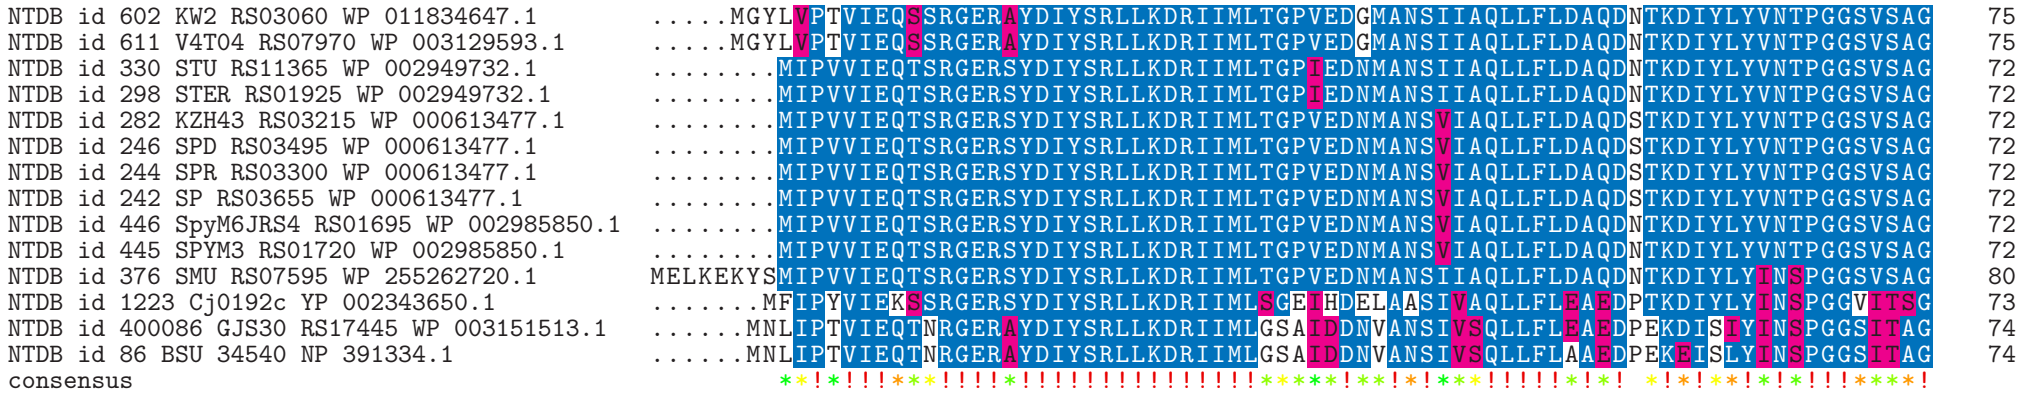 NTDB id 602 KW2 RS03060 WP 011834647.1 .....MGYLVPTVIEQSSRGERAYDIYSRLLKDRIIMLTGPVEDGMANSIIAQLLFLDAQDNTKDIYLYVNTPGGSVSAG 75
NTDB id 611 V4T04 RS07970 WP 003129593.1 .....MGYLVPTVIEQSSRGERAYDIYSRLLKDRIIMLTGPVEDGMANSIIAQLLFLDAQDNTKDIYLYVNTPGGSVSAG 75
NTDB id 330 STU RS11365 WP 002949732.1 ........MIPVVIEQTSRGERSYDIYSRLLKDRIIMLTGPIEDNMANSIIAQLLFLDAQDNTKDIYLYVNTPGGSVSAG 72
NTDB id 298 STER RS01925 WP 002949732.1 ........MIPVVIEQTSRGERSYDIYSRLLKDRIIMLTGPIEDNMANSIIAQLLFLDAQDNTKDIYLYVNTPGGSVSAG 72
NTDB id 282 KZH43 RS03215 WP 000613477.1 ........MIPVVIEQTSRGERSYDIYSRLLKDRIIMLTGPVEDNMANSVIAQLLFLDAQDSTKDIYLYVNTPGGSVSAG 72
NTDB id 246 SPD RS03495 WP 000613477.1 ........MIPVVIEQTSRGERSYDIYSRLLKDRIIMLTGPVEDNMANSVIAQLLFLDAQDSTKDIYLYVNTPGGSVSAG 72
NTDB id 244 SPR RS03300 WP 000613477.1 ........MIPVVIEQTSRGERSYDIYSRLLKDRIIMLTGPVEDNMANSVIAQLLFLDAQDSTKDIYLYVNTPGGSVSAG 72
NTDB id 242 SP RS03655 WP 000613477.1 ........MIPVVIEQTSRGERSYDIYSRLLKDRIIMLTGPVEDNMANSVIAQLLFLDAQDSTKDIYLYVNTPGGSVSAG 72
NTDB id 446 SpyM6JRS4 RS01695 WP 002985850.1 ........MIPVVIEQTSRGERSYDIYSRLLKDRIIMLTGPVEDNMANSVIAQLLFLDAQDNTKDIYLYVNTPGGSVSAG 72
NTDB id 445 SPYM3 RS01720 WP 002985850.1 ........MIPVVIEQTSRGERSYDIYSRLLKDRIIMLTGPVEDNMANSVIAQLLFLDAQDNTKDIYLYVNTPGGSVSAG 72
NTDB id 376 SMU RS07595 WP 255262720.1 MELKEKYSMIPVVIEQTSRGERSYDIYSRLLKDRIIMLTGPVEDNMANSIIAQLLFLDAQDNTKDIYLYINSPGGSVSAG 80
NTDB id 1223 Cj0192c YP 002343650.1 .......MFIPYVIEKSSRGERAYDIYSRLLKDRIIMLSGEIHDELAASIVAQLLFLEAEDPTKDIYLYINSPGGVITSG 73
NTDB id 400086 GJS30 RS17445 WP 003151513.1 ......MNLIPTVIEQTNRGERAYDIYSRLLKDRIIMLGSAIDDNVANSIVSQLLFLEAEDPEKDISIYINSPGGSITAG 74
NTDB id 86 BSU 34540 NP 391334.1 ......MNLIPTVIEQTNRGERAYDIYSRLLKDRIIMLGSAIDDNVANSIVSQLLFLAAEDPEKEISLYINSPGGSITAG 74
consensus **!*!!!***!!!!*!!!!!!!!!!!!!!!*****!**!*!***!!!!!*!*! *!*!**!*!*!!!****!